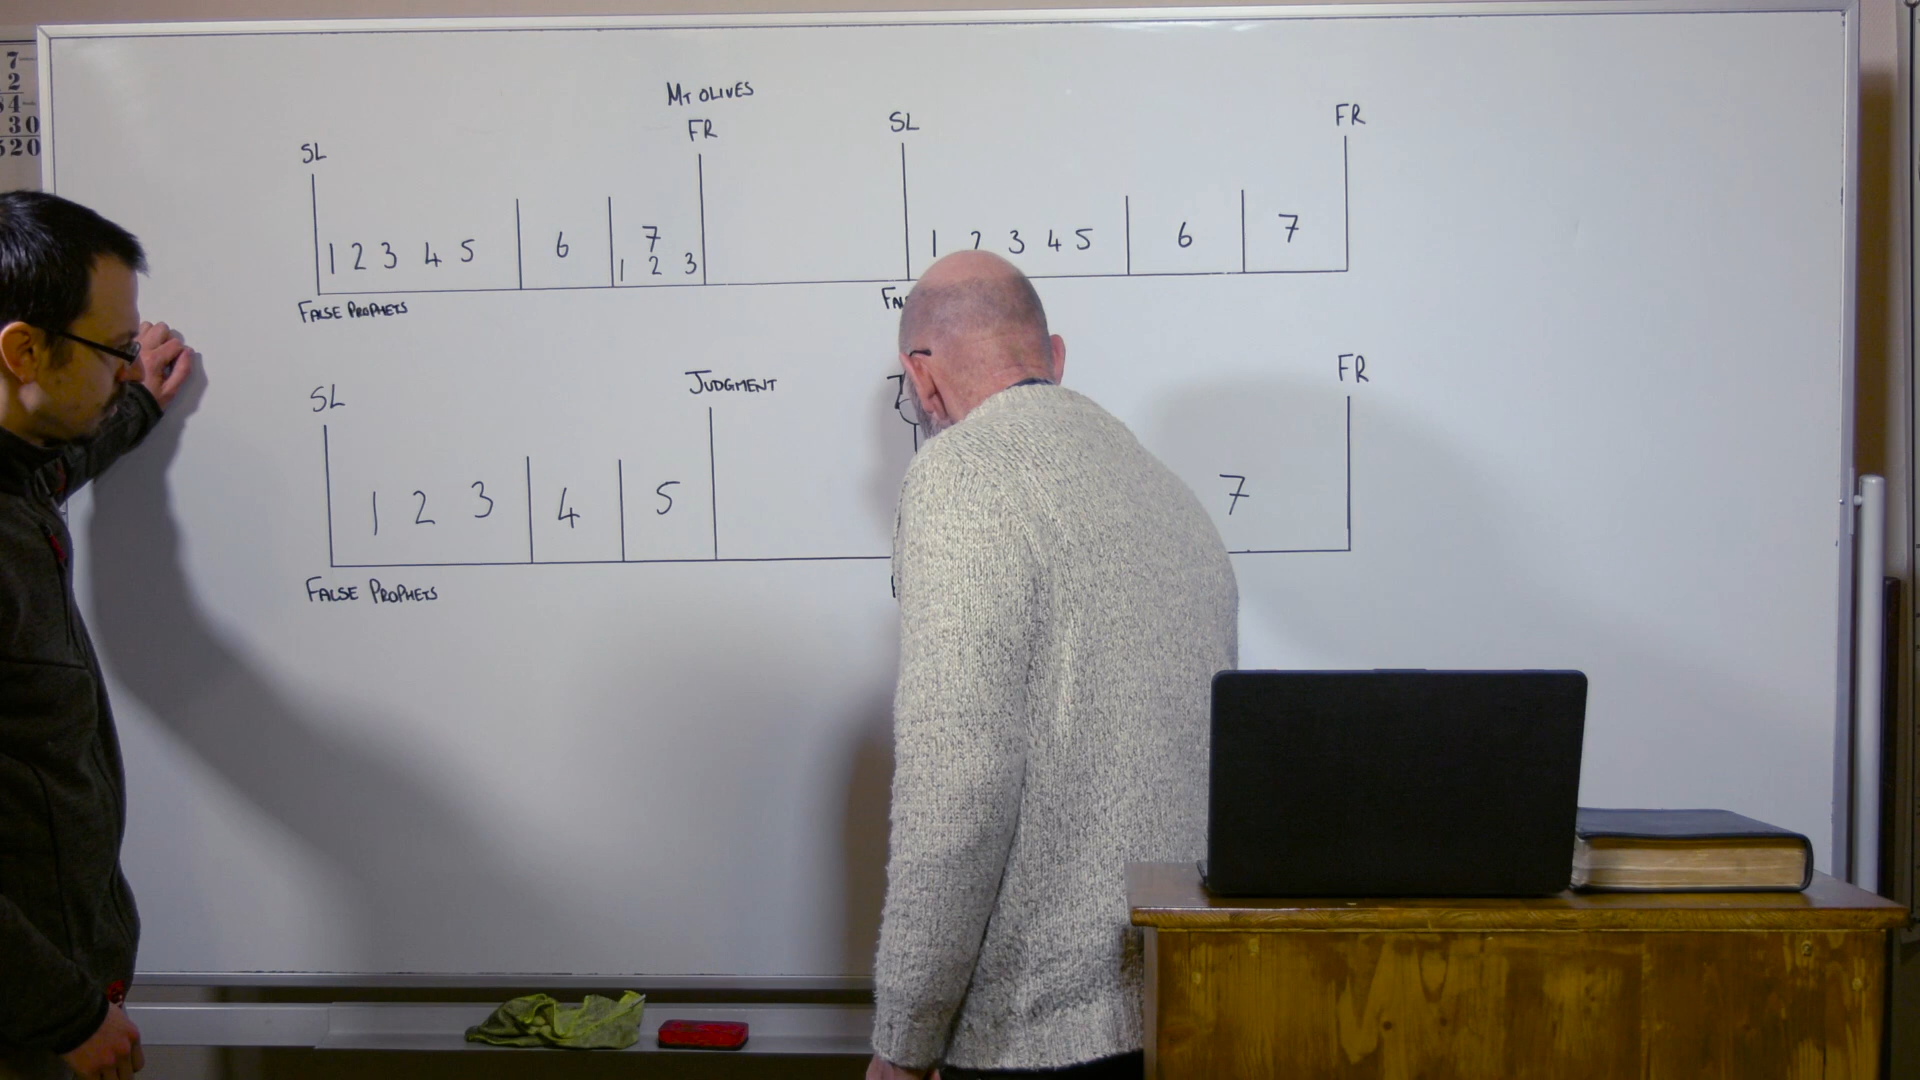 7
2
84
30
520
MT OLIVES
SL FR SL FR
1 2 3 4 5 6 7 1 2 3 4 5 6 7
1 2 3
FALSE PROPHETS
SL JUDGMENT FR
1 2 3 4 5 7
FALSE PROPHETS